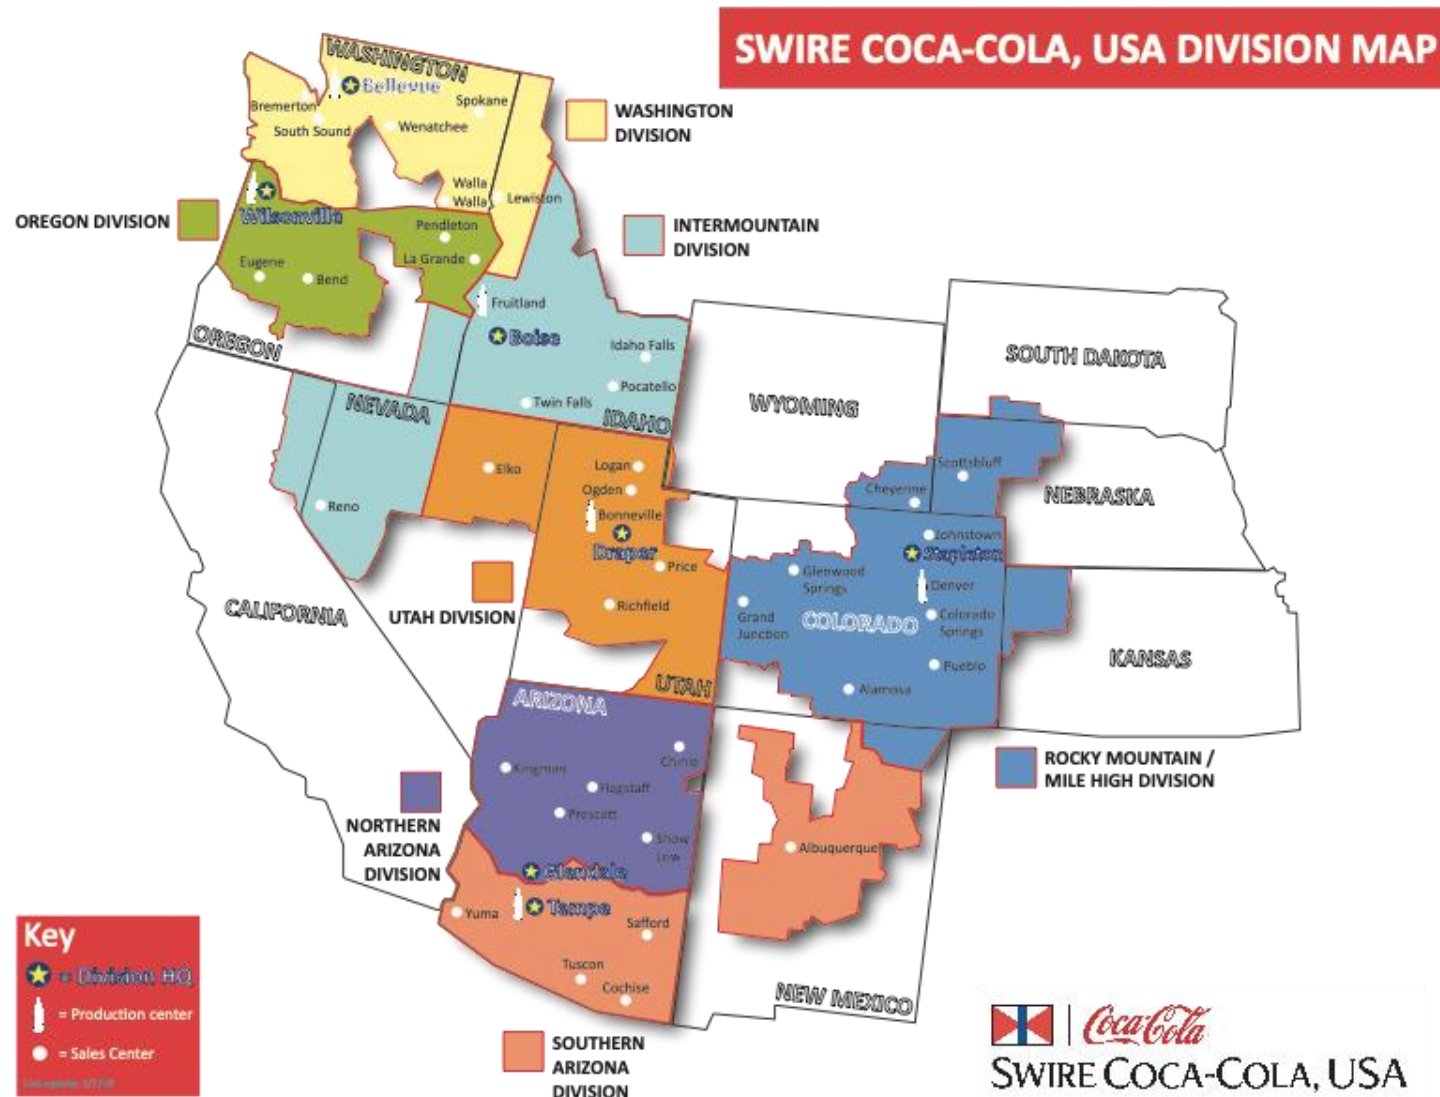 SWIRE COCA-COLA, USA DIVISION MAP
WASHINGTON
Bellevue
Bremerton
Spokane
South Sound
Wenatchee
WASHINGTON
DIVISION
Walla
Walla
Lewiston
OREGON DIVISION
Wilsonville
Pendleton
INTERMOUNTAIN
DIVISION
Eugene
La Grande
Bend
Fruitland
OREGON
Boise
Idaho Falls
SOUTH DAKOTA
Pocatello
NEVADA
Twin Falls
IDAHO
WYOMING
Logan
Elko
Scottsbluff
Ogden
Cheyenne
NEBRASKA
Reno
Bonneville
Johnstown
Draper
Stapleton
Price
Glenwood
Springs
Denver
CALIFORNIA
UTAH DIVISION
Richfield
Grand
Junction
COLORADO
Colorado
Springs
KANSAS
Pueblo
UTAH
Alamosa
ARIZONA
Chinle
Kingman
Flagstaff
ROCKY MOUNTAIN /
MILE HIGH DIVISION
Prescott
NORTHERN
ARIZONA
DIVISION
Show
Low
Albuquerque
Glendale
Tempe
Yuma
Safford
Tuscon
Cochise
NEW MEXICO
Key
= Division HQ
= Production center
= Sales Center
SOUTHERN
ARIZONA
DIVISION
Coca-Cola
SWIRE COCA-COLA, USA